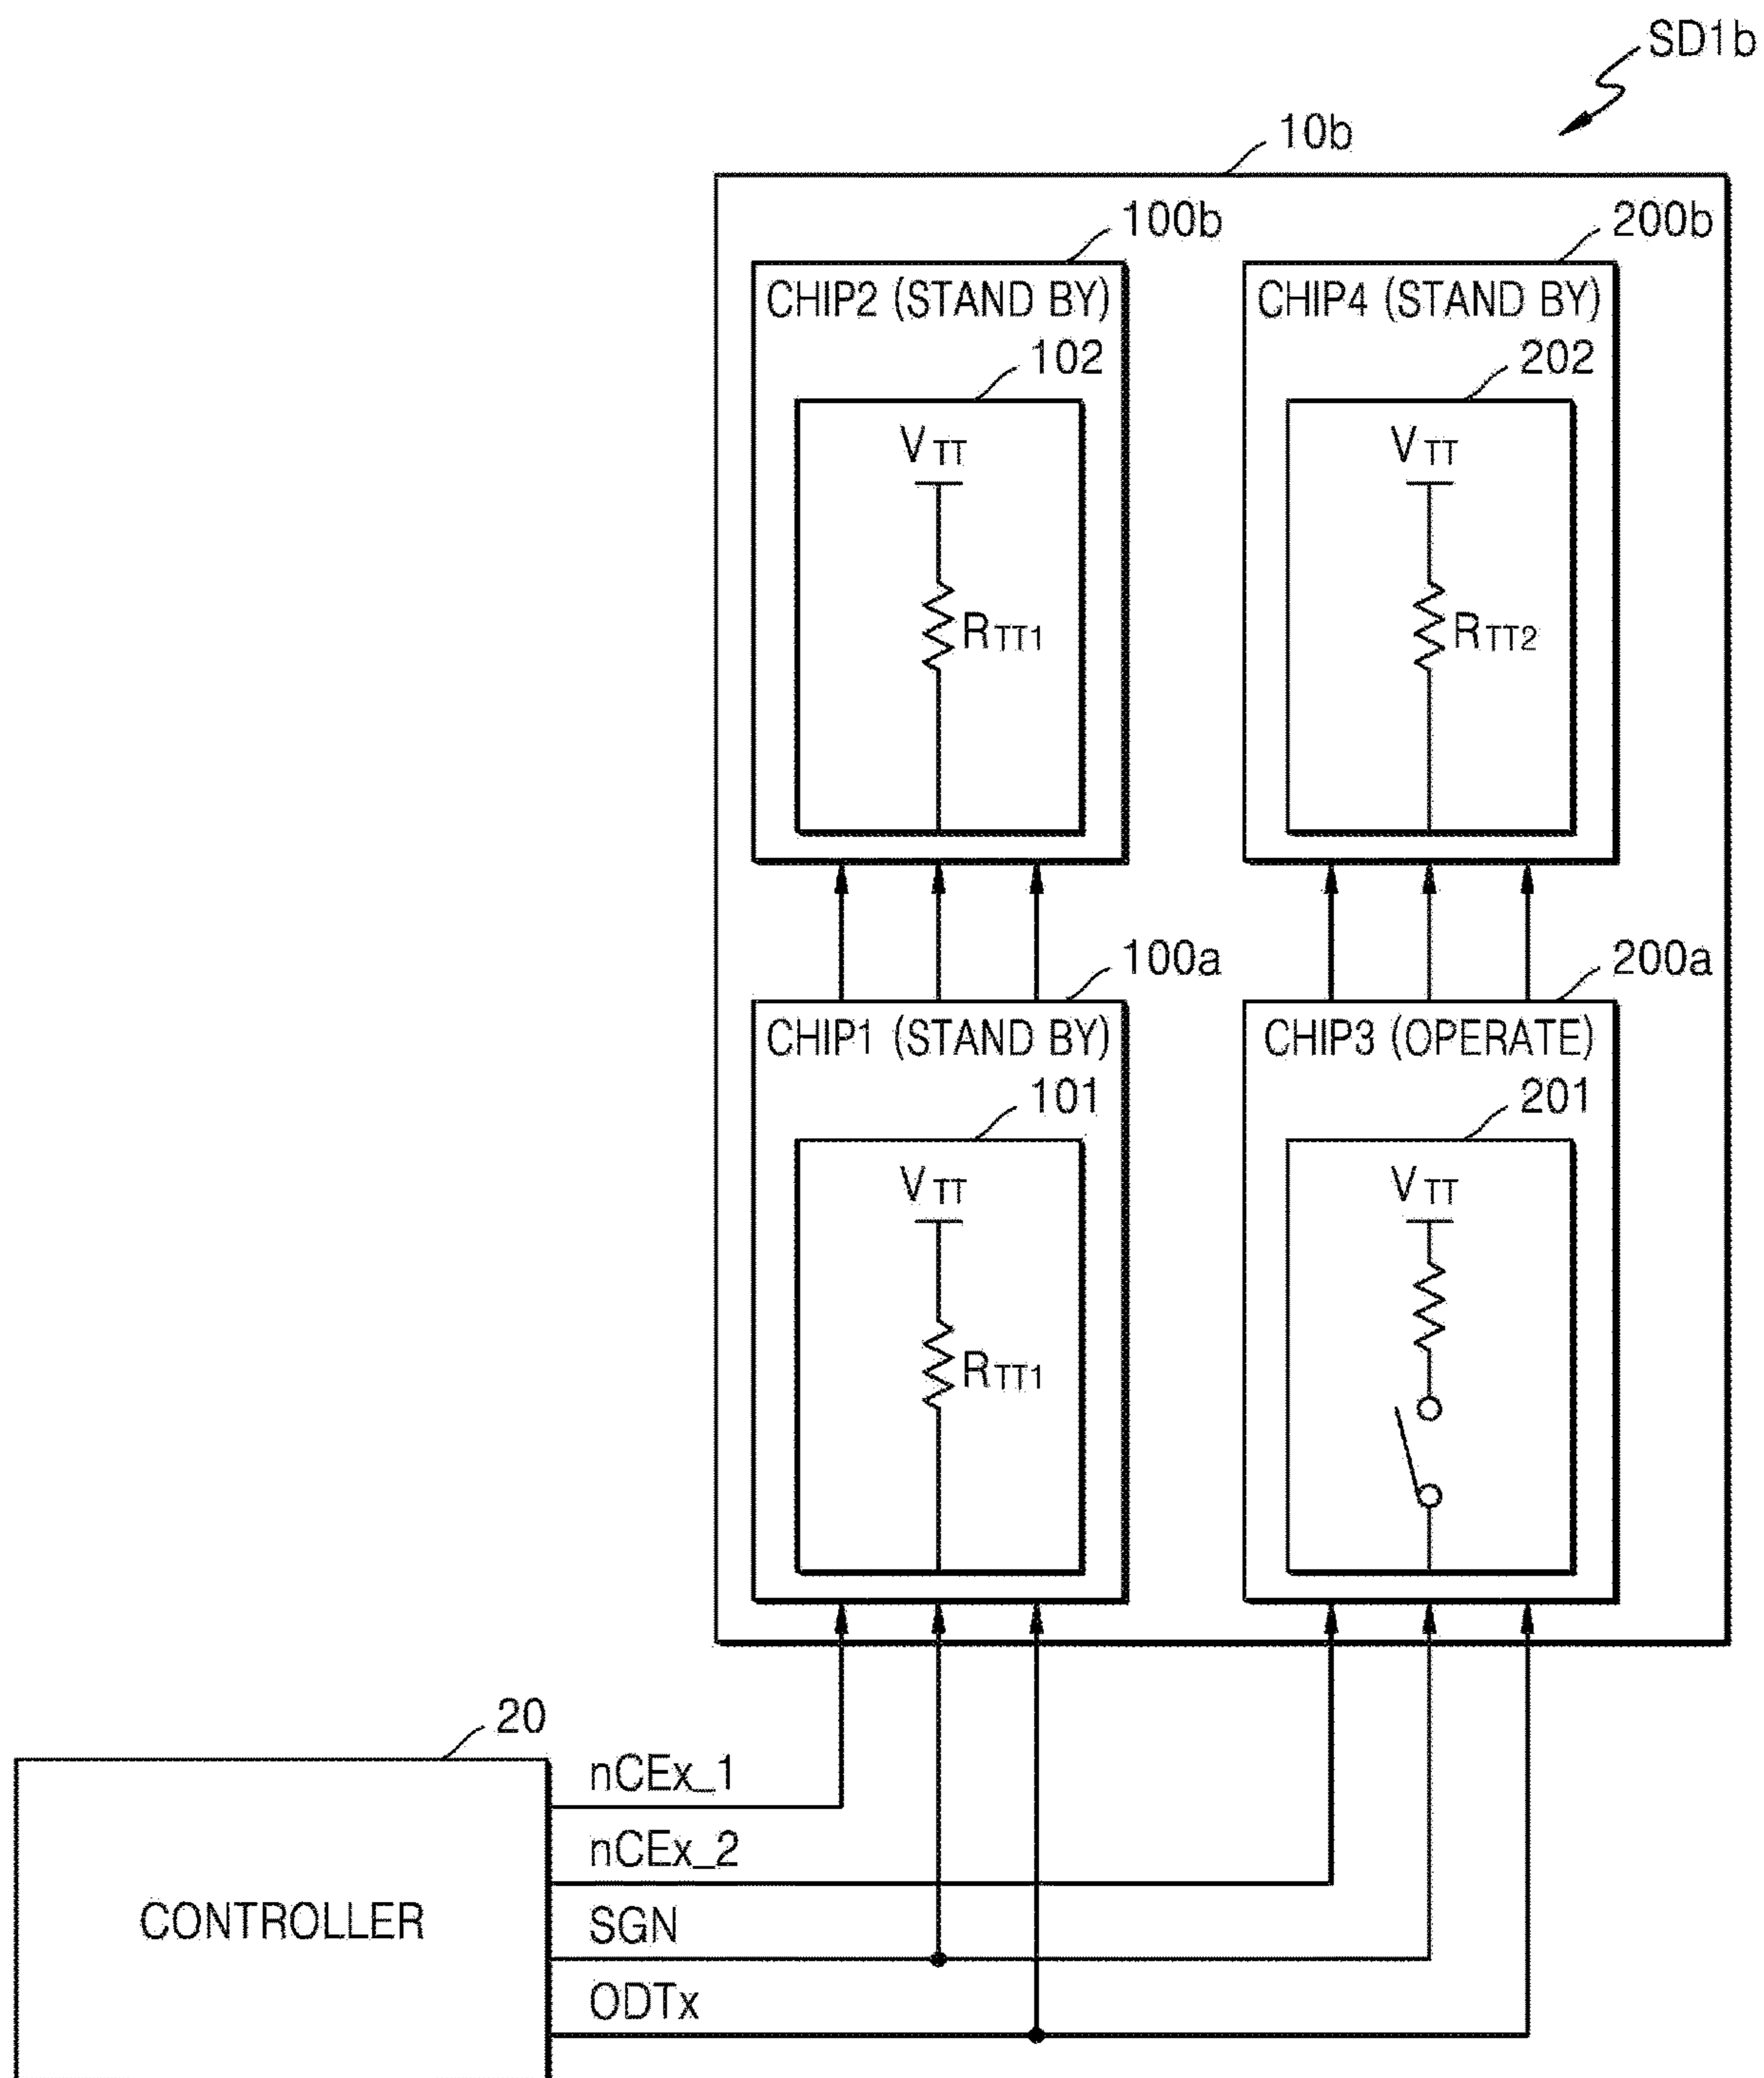 SD1b
10b
100b
200b
CHIP2 (STAND BY)
CHIP4 (STAND BY)
102
202
VTT
VTT
RTT1
RTT2
100a
200a
CHIP1 (STAND BY)
CHIP3 (OPERATE)
101
201
VTT
VTT
RTT1
20
nCEx_1
nCEx_2
CONTROLLER
SGN
ODTx